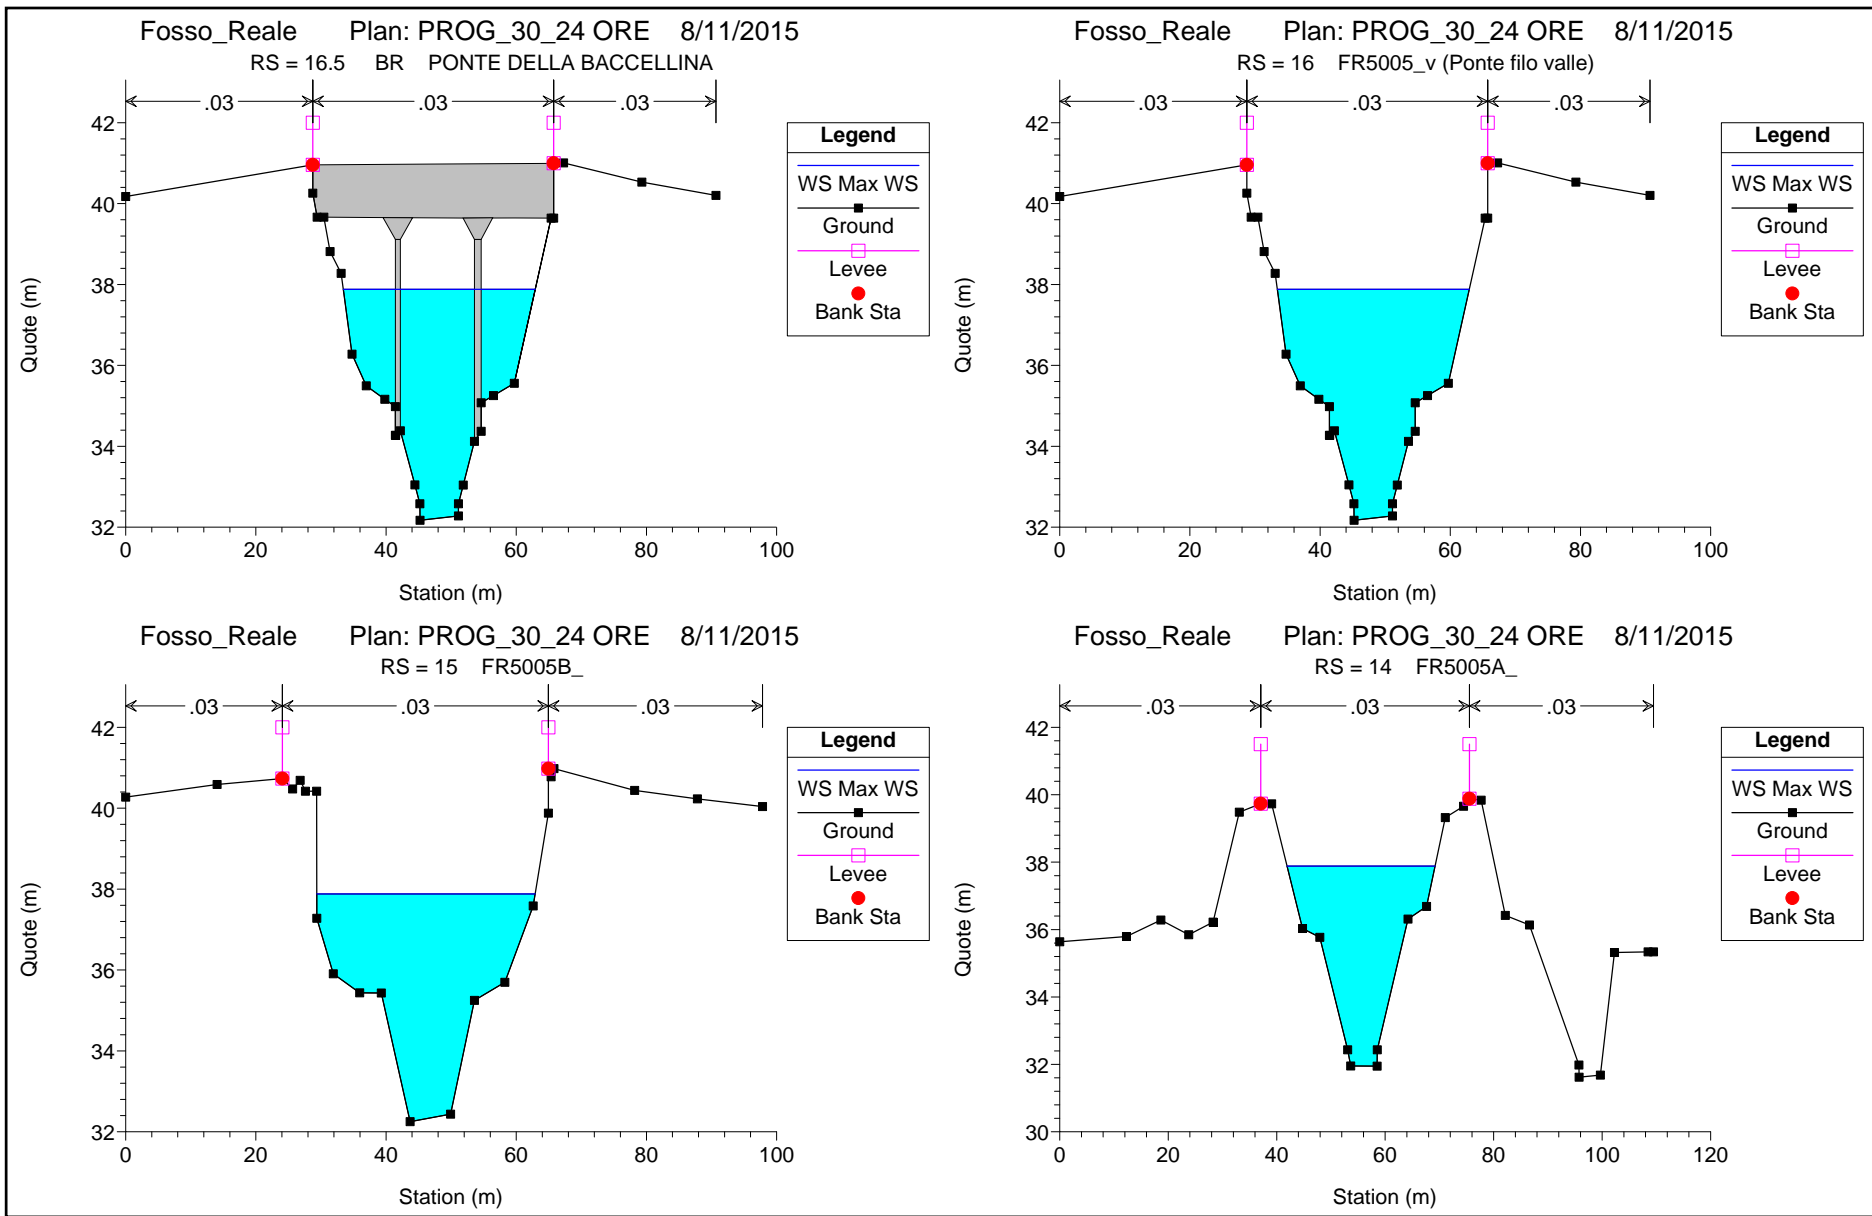 Fosso_Reale Plan: PROG_30_24 ORE 8/11/2015
RS = 16.5 BR PONTE DELLA BACCELLINA
.03 .03 .03
42
40
38
36
34
32
Quote (m)
0 20 40 60 80 100
Station (m)
Legend
WS Max WS
Ground
Levee
Bank Sta
Fosso_Reale Plan: PROG_30_24 ORE 8/11/2015
RS = 16 FR5005_v (Ponte filo valle)
.03 .03 .03
42
40
38
36
34
32
Quote (m)
0 20 40 60 80 100
Station (m)
Legend
WS Max WS
Ground
Levee
Bank Sta
Fosso_Reale Plan: PROG_30_24 ORE 8/11/2015
RS = 15 FR5005B_
.03 .03 .03
42
40
38
36
34
32
Quote (m)
0 20 40 60 80 100
Station (m)
Legend
WS Max WS
Ground
Levee
Bank Sta
Fosso_Reale Plan: PROG_30_24 ORE 8/11/2015
RS = 14 FR5005A_
.03 .03 .03
42
40
38
36
34
32
30
Quote (m)
0 20 40 60 80 100 120
Station (m)
Legend
WS Max WS
Ground
Levee
Bank Sta